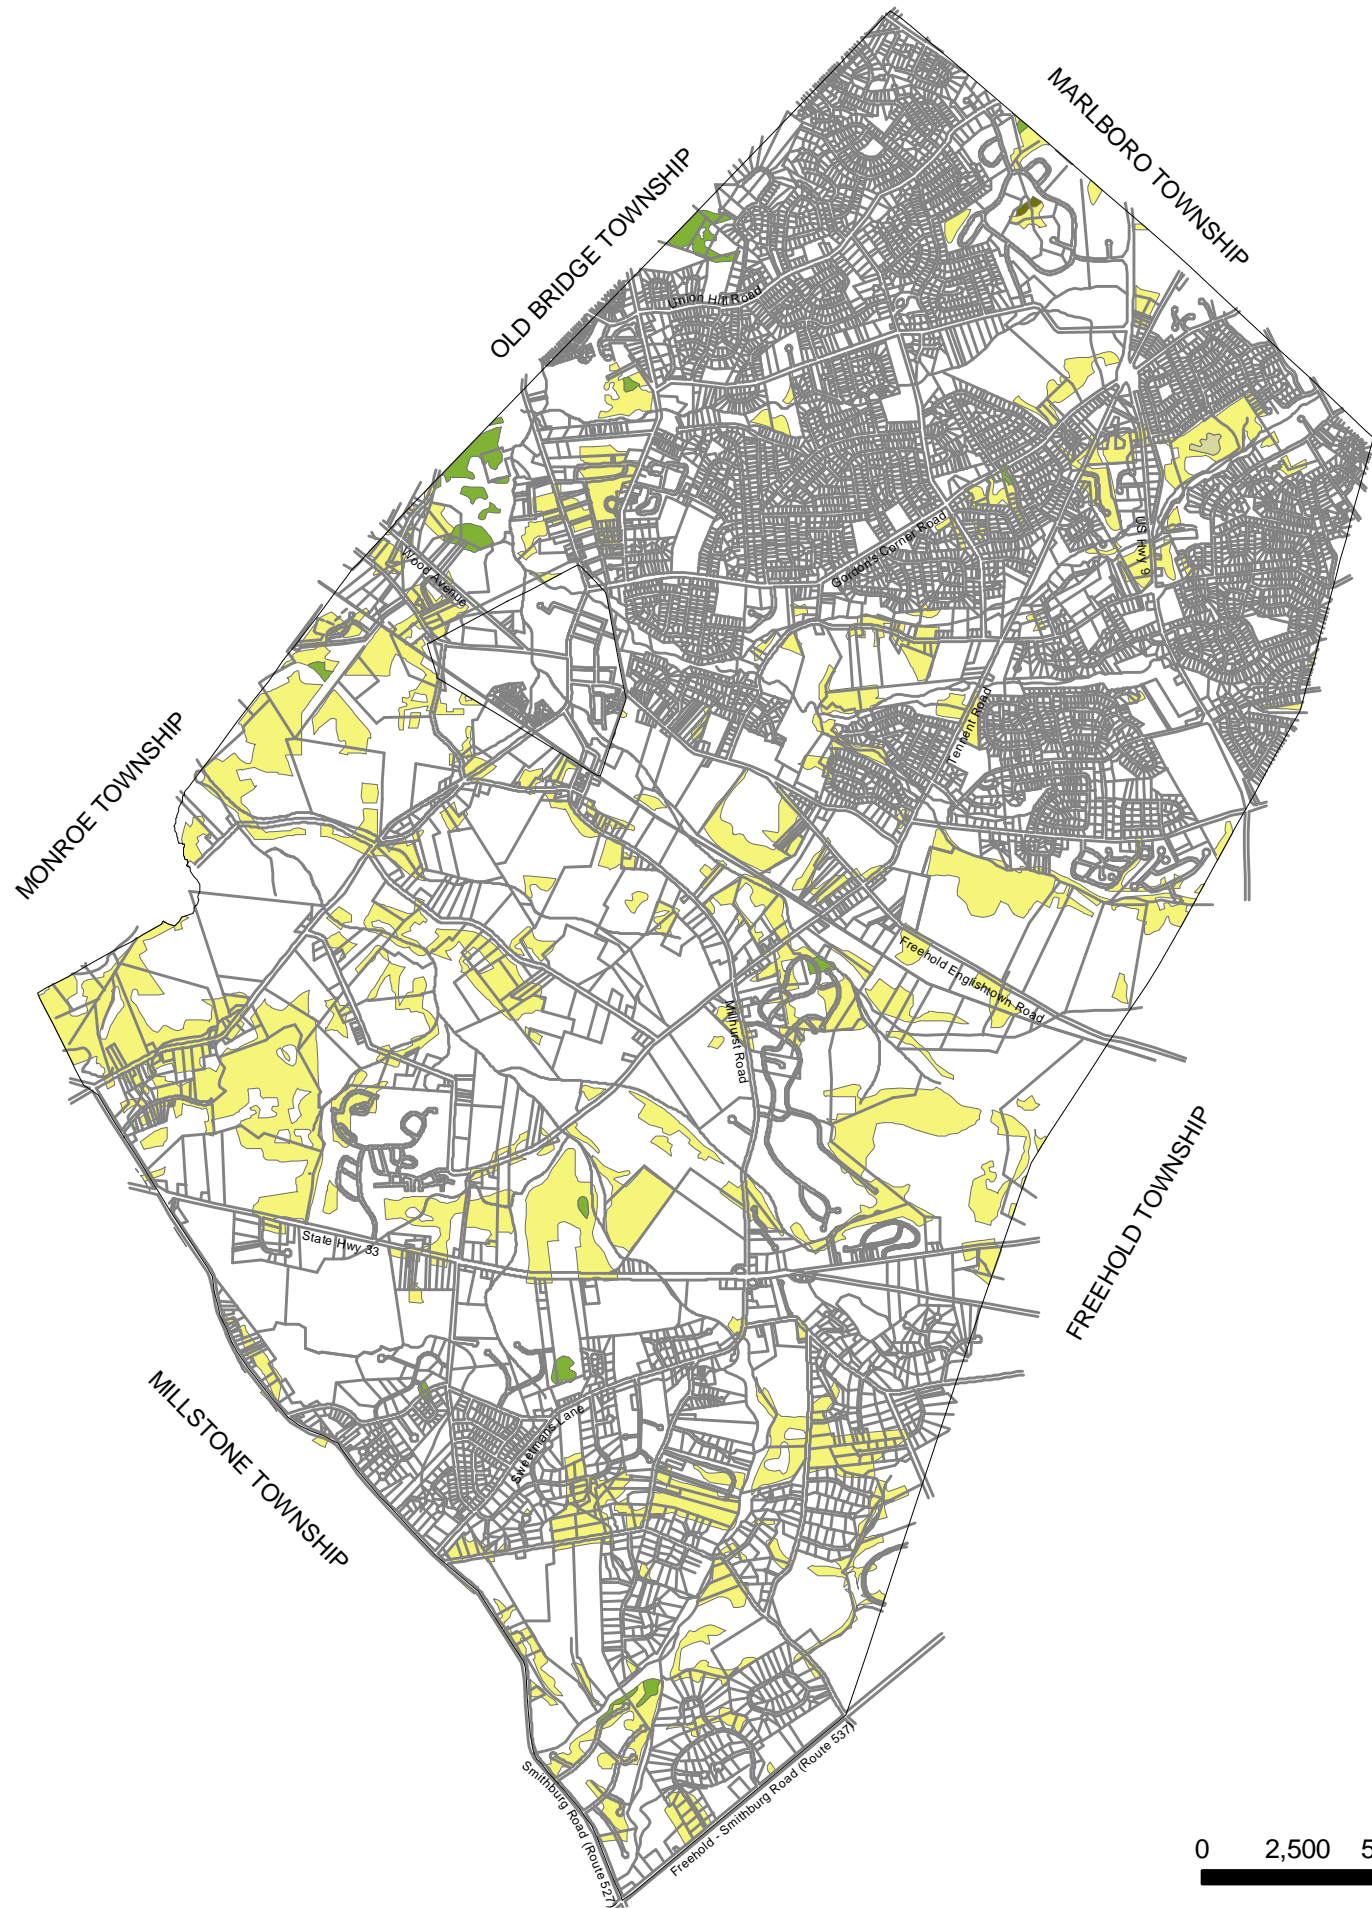 MARLBORO TOWNSHIP
OLD BRIDGE TOWNSHIP
Union Hill Road
US Hwy 9
Gordon's Corner Road
Wood Avenue
Tennent Road
MONROE TOWNSHIP
Freehold Englishtown Road
Millhurst Road
State Hwy 33
FREEHOLD TOWNSHIP
MILLSTONE TOWNSHIP
Sweetmans Lane
Smithburg Road (Route 527)
Freehold - Smithburg Road (Route 537)
0 2,500 5